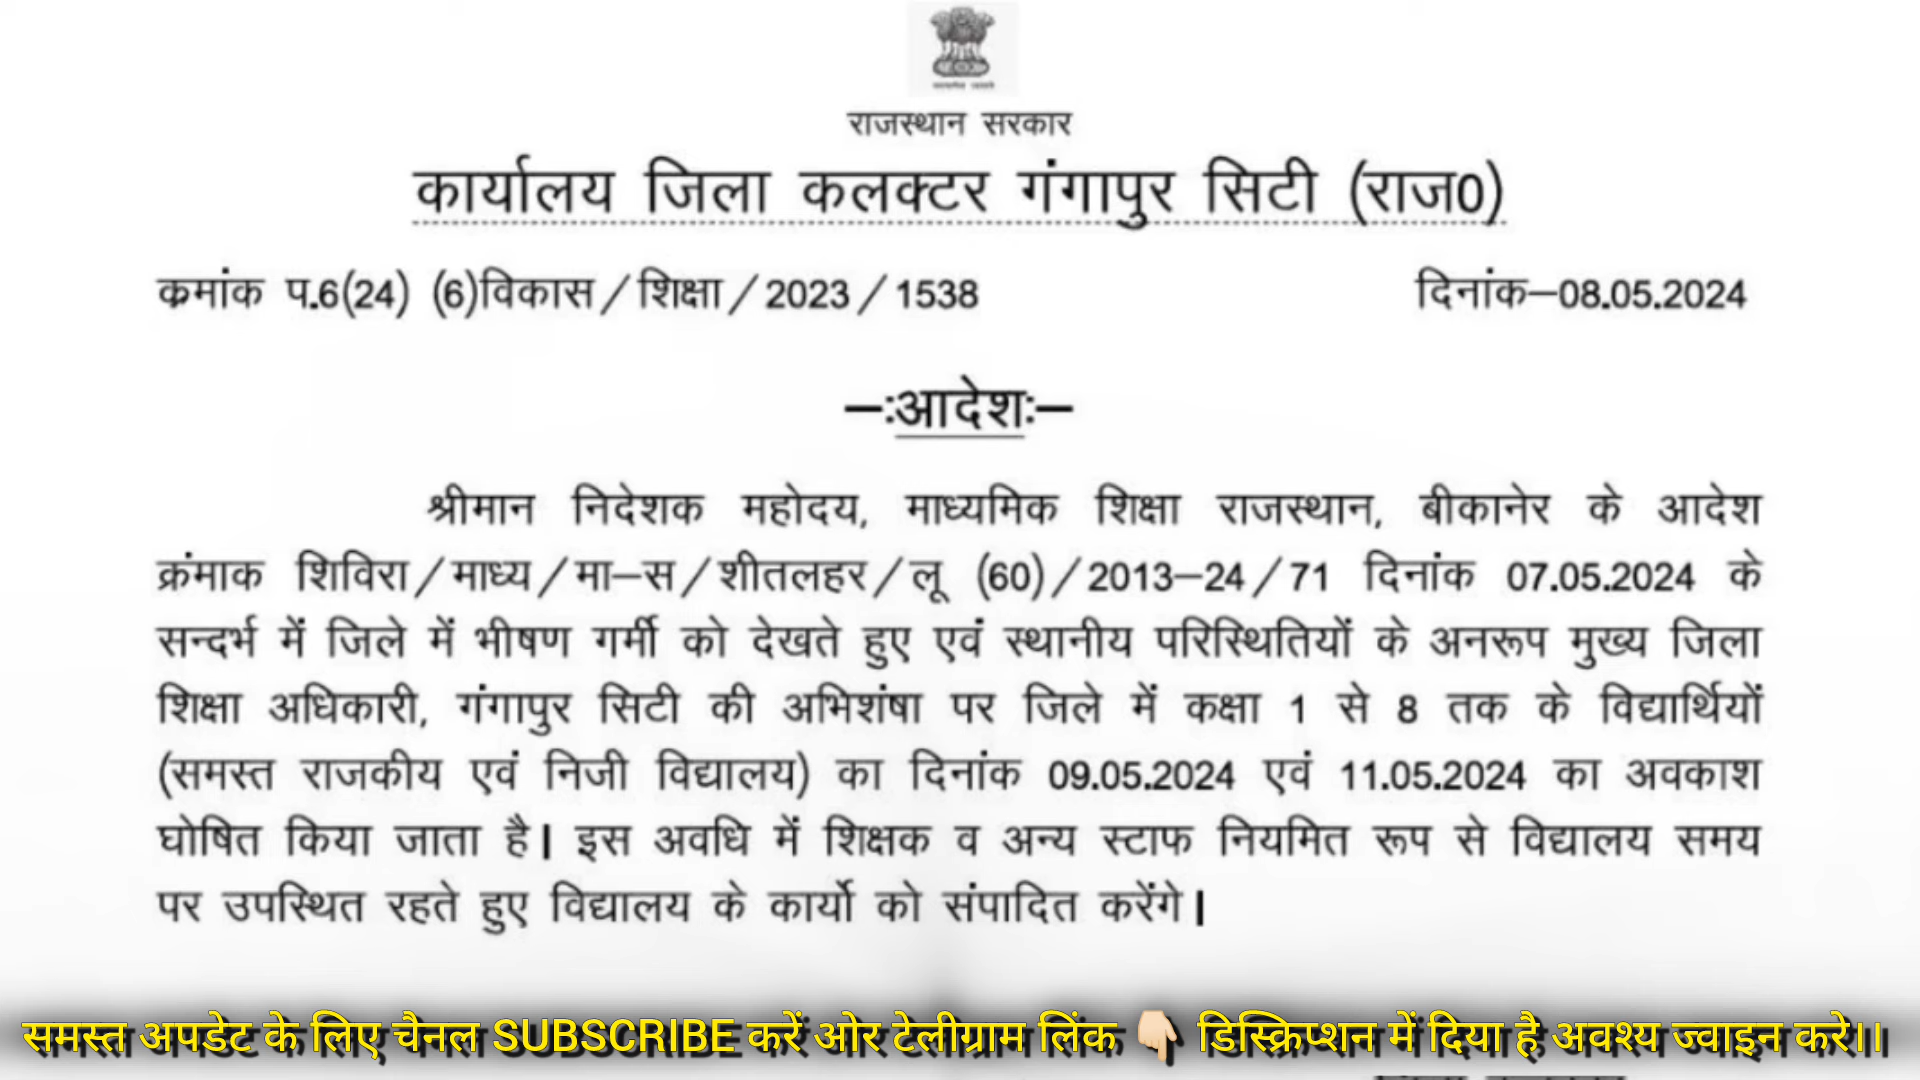 राजस्थान सरकार
कार्यालय जिला कलक्टर गंगापुर सिटी (राज0)
क्रमांक प.6(24) (6)विकास/शिक्षा/2023/1538 दिनांक–08.05.2024
–:आदेश:–
श्रीमान निदेशक महोदय, माध्यमिक शिक्षा राजस्थान, बीकानेर के आदेश
क्रंमाक शिविरा/माध्य/मा–स/शीतलहर/लू (60)/2013–24/71 दिनांक 07.05.2024 के
सन्दर्भ में जिले में भीषण गर्मी को देखते हुए एवं स्थानीय परिस्थितियों के अनरूप मुख्य जिला
शिक्षा अधिकारी, गंगापुर सिटी की अभिशंषा पर जिले में कक्षा 1 से 8 तक के विद्यार्थियों
(समस्त राजकीय एवं निजी विद्यालय) का दिनांक 09.05.2024 एवं 11.05.2024 का अवकाश
घोषित किया जाता है। इस अवधि में शिक्षक व अन्य स्टाफ नियमित रूप से विद्यालय समय
पर उपस्थित रहते हुए विद्यालय के कार्यो को संपादित करेंगे।
समस्त अपडेट के लिए चैनल SUBSCRIBE करें ओर टेलीग्राम लिंक 👇🏻 डिस्क्रिप्शन में दिया है अवश्य ज्वाइन करे।।